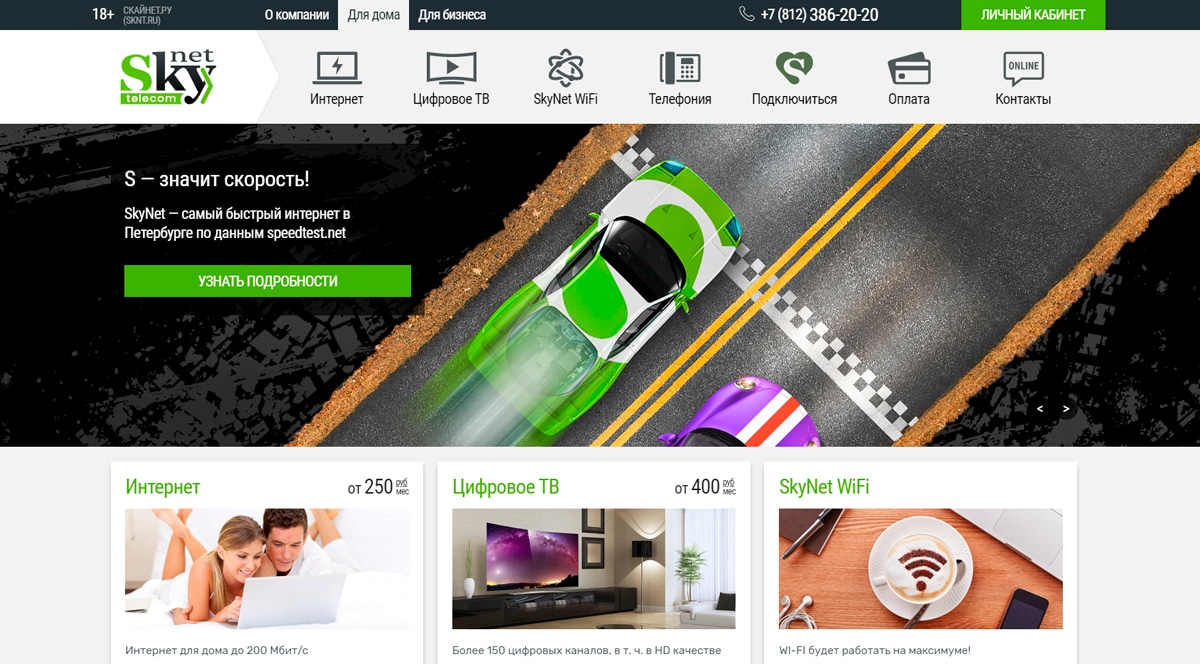 18+
СКАЙНЕТ.РУ
(SKNT.RU)
О компании
Для дома
Для бизнеса
+7 (812) 386-20-20
ЛИЧНЫЙ КАБИНЕТ
Sky net
telecom
Интернет
Цифровое ТВ
SkyNet WiFi
Телефония
Подключиться
Оплата
ONLINE
Контакты
S — значит скорость!
SkyNet — самый быстрый интернет в
Петербурге по данным speedtest.net
УЗНАТЬ ПОДРОБНОСТИ
< >
Интернет
от 250 руб
мес
Цифровое ТВ
от 400 руб
мес
SkyNet WiFi
Интернет для дома до 200 Мбит/с
Более 150 цифровых каналов, в т. ч. в HD качестве
WI-FI будет работать на максимуме!